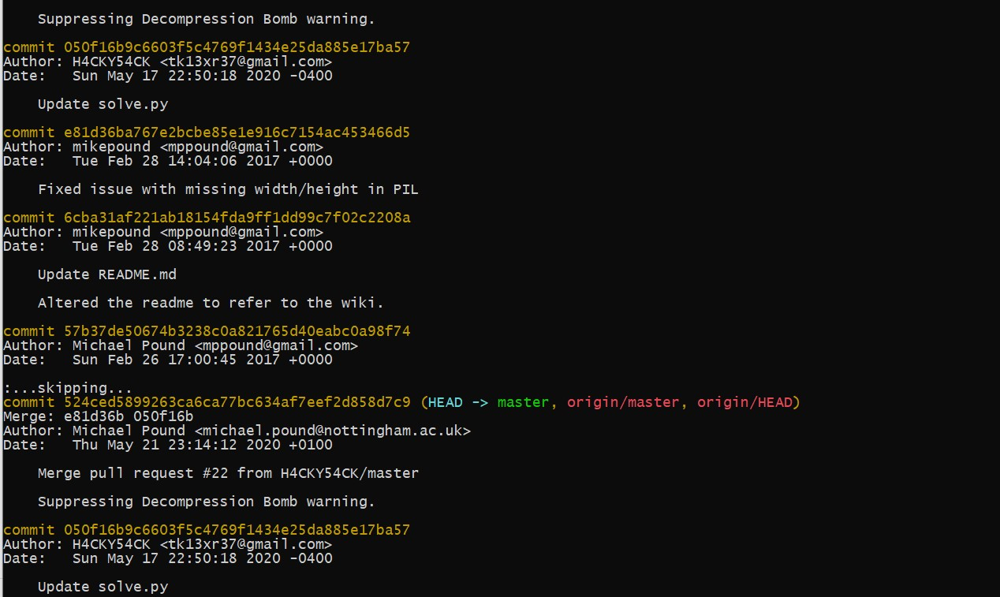 Suppressing Decompression Bomb warning.
commit 050f16b9c6603f5c4769f1434e25da885e17ba57
Author: H4CKY54CK <tk13xr37@gmail.com>
Date:   Sun May 17 22:50:18 2020 -0400
Update solve.py
commit e81d36ba767e2bcbe85e1e916c7154ac453466d5
Author: mikepound <mppound@gmail.com>
Date:   Tue Feb 28 14:04:06 2017 +0000
Fixed issue with missing width/height in PIL
commit 6cba31af221ab18154fda9ff1dd99c7f02c2208a
Author: mikepound <mppound@gmail.com>
Date:   Tue Feb 28 08:49:23 2017 +0000
Update README.md
Altered the readme to refer to the wiki.
commit 57b37de50674b3238c0a821765d40eabc0a98f74
Author: Michael Pound <mppound@gmail.com>
Date:   Sun Feb 26 17:00:45 2017 +0000
:...skipping...
commit 524ced5899263ca6ca77bc634af7eef2d858d7c9 (HEAD -> master, origin/master, origin/HEAD)
Merge: e81d36b 050f16b
Author: Michael Pound <michael.pound@nottingham.ac.uk>
Date:   Thu May 21 23:14:12 2020 +0100
Merge pull request #22 from H4CKY54CK/master
Suppressing Decompression Bomb warning.
commit 050f16b9c6603f5c4769f1434e25da885e17ba57
Author: H4CKY54CK <tk13xr37@gmail.com>
Date:   Sun May 17 22:50:18 2020 -0400
Update solve.py